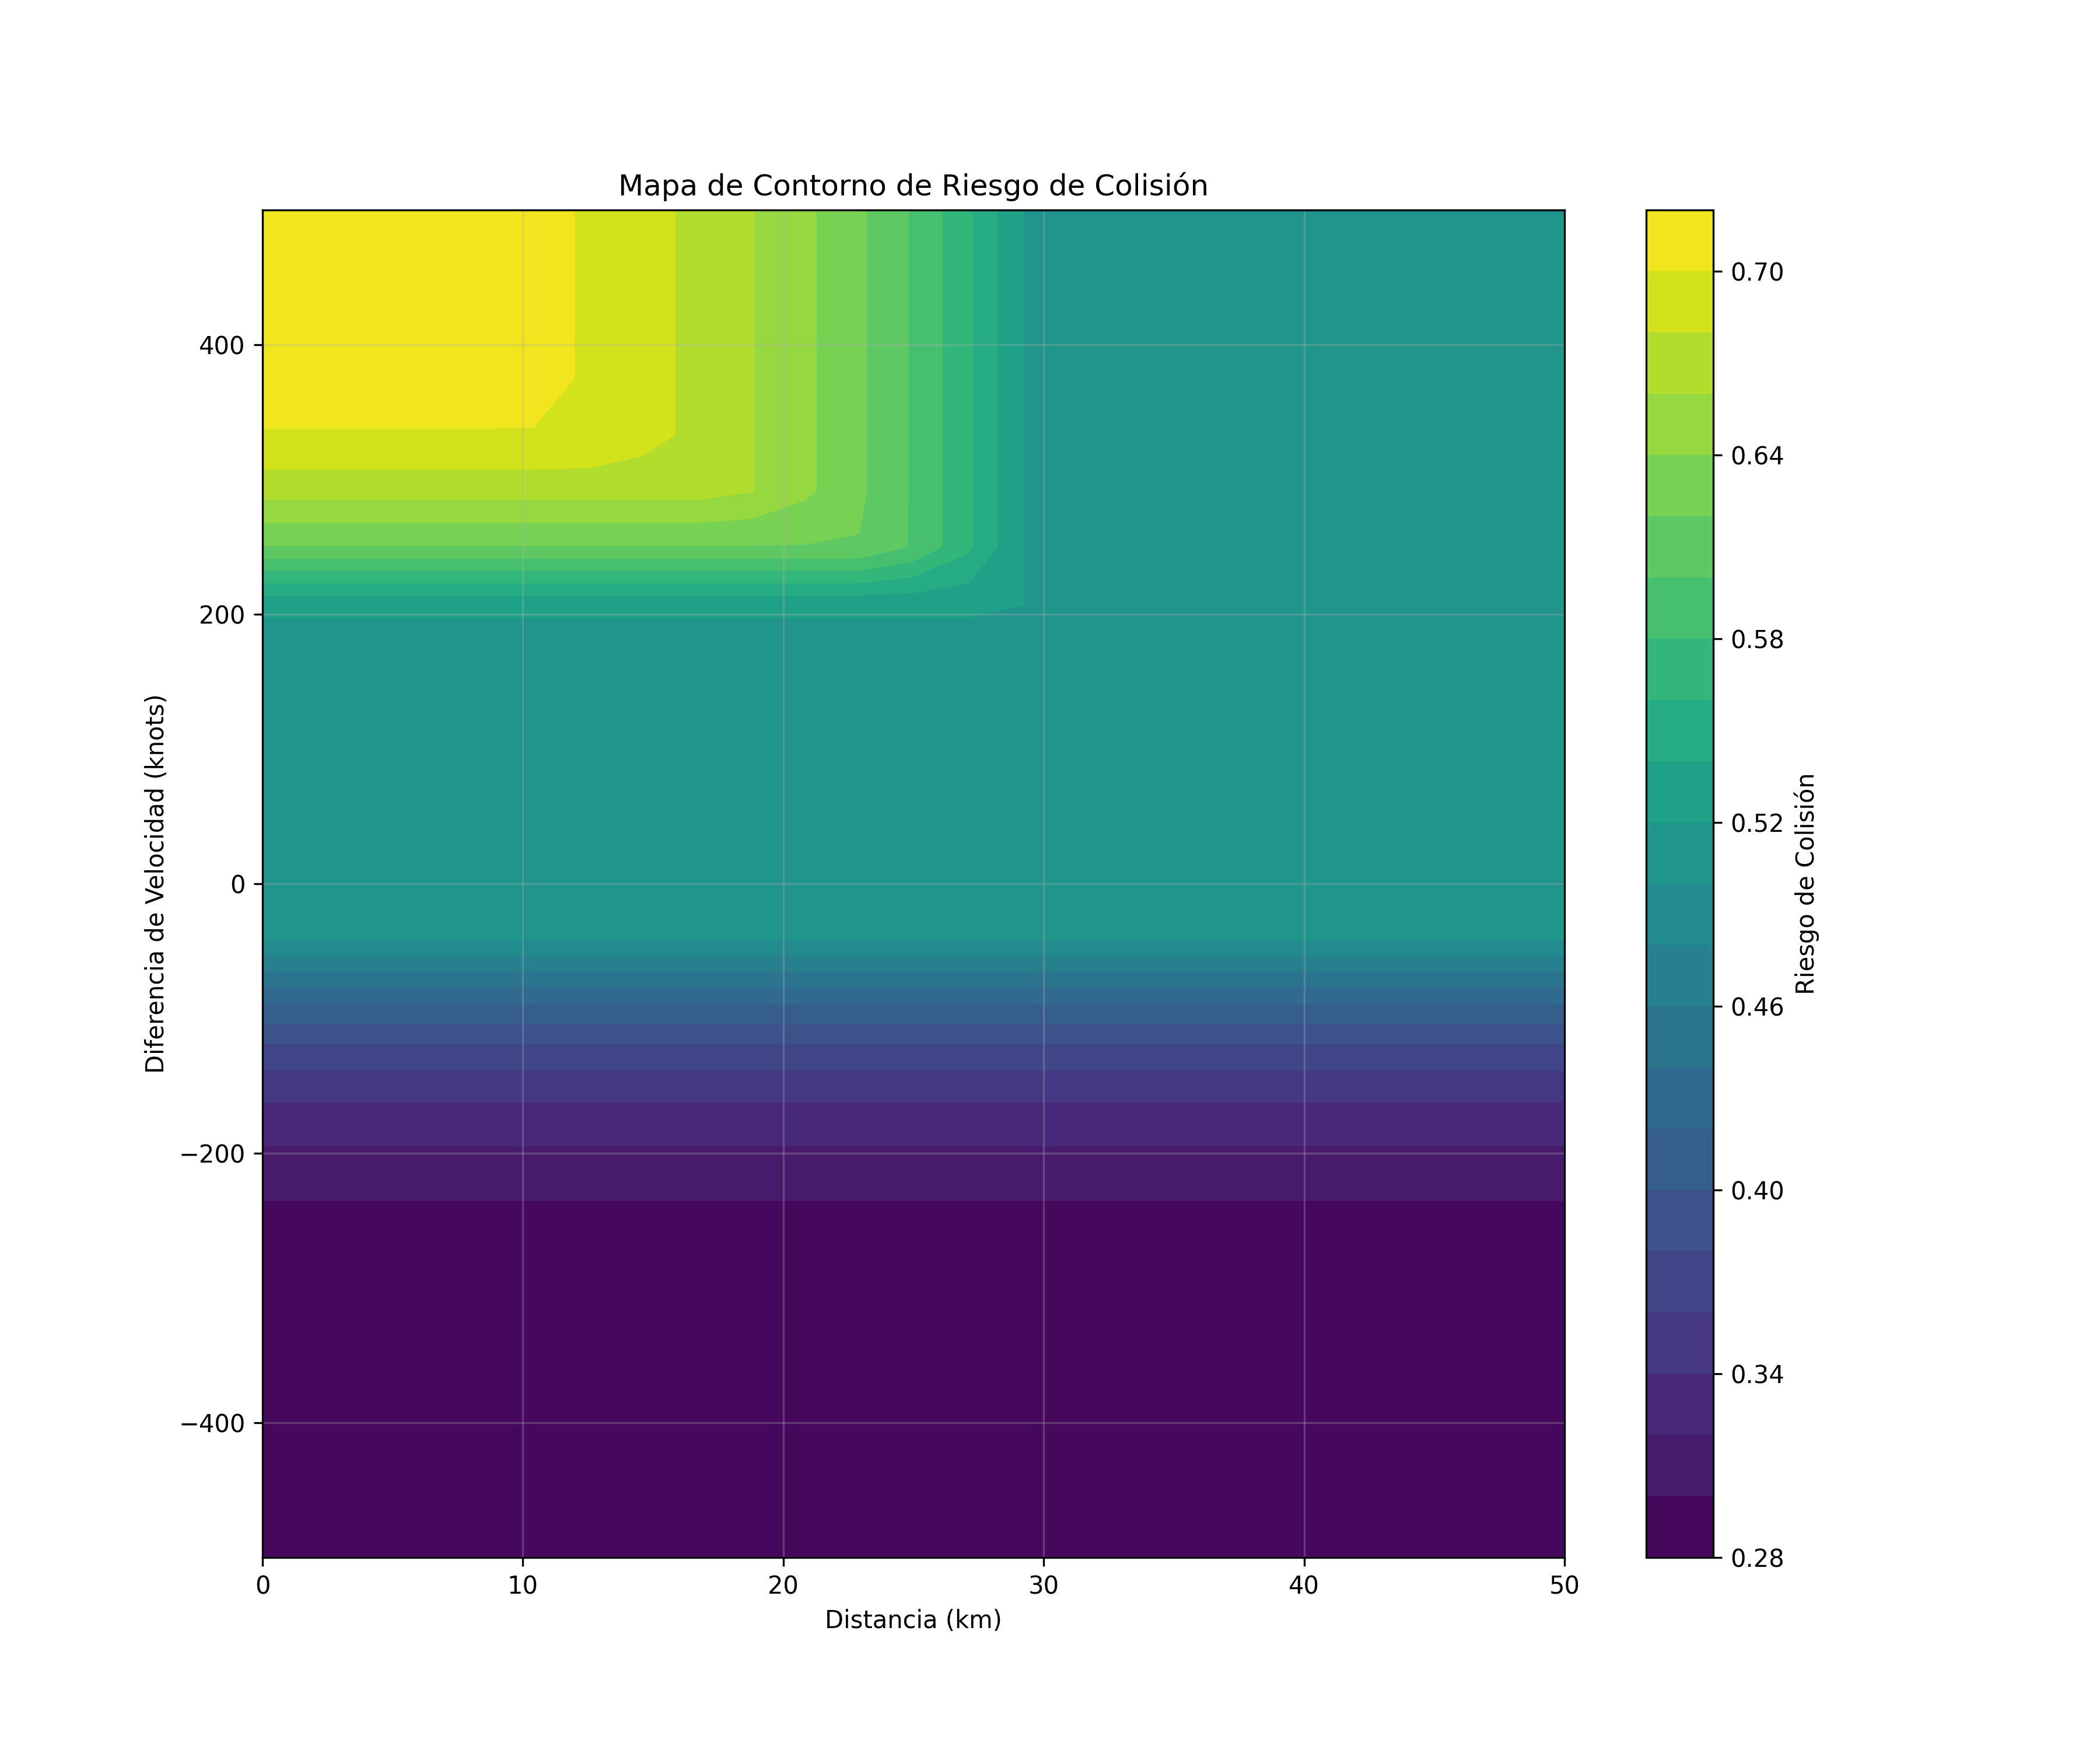 Mapa de Contorno de Riesgo de Colisión
400
200
0
−200
−400
Diferencia de Velocidad (knots)
0 10 20 30 40 50
Distancia (km)
0.70
0.64
0.58
0.52
0.46
0.40
0.34
0.28
Riesgo de Colisión